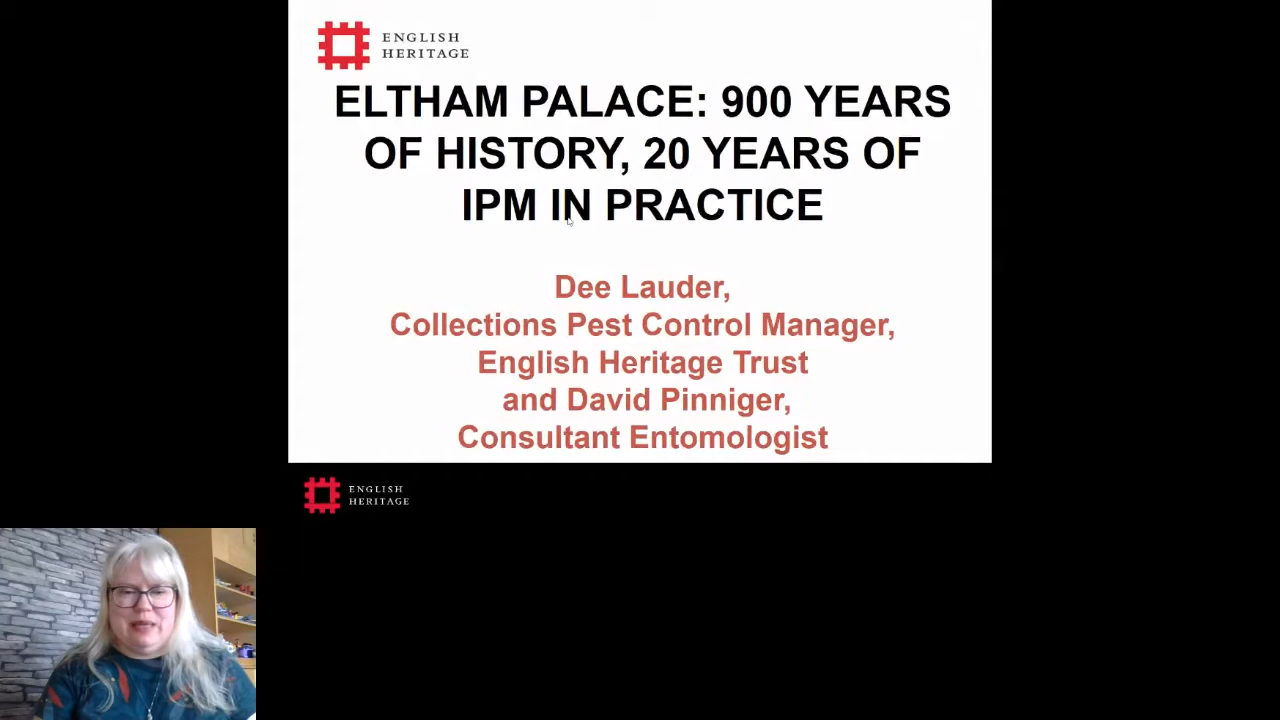 ENGLISH
HERITAGE
ELTHAM PALACE: 900 YEARS
OF HISTORY, 20 YEARS OF
IPM IN PRACTICE
Dee Lauder,
Collections Pest Control Manager,
English Heritage Trust
and David Pinniger,
Consultant Entomologist
ENGLISH
HERITAGE